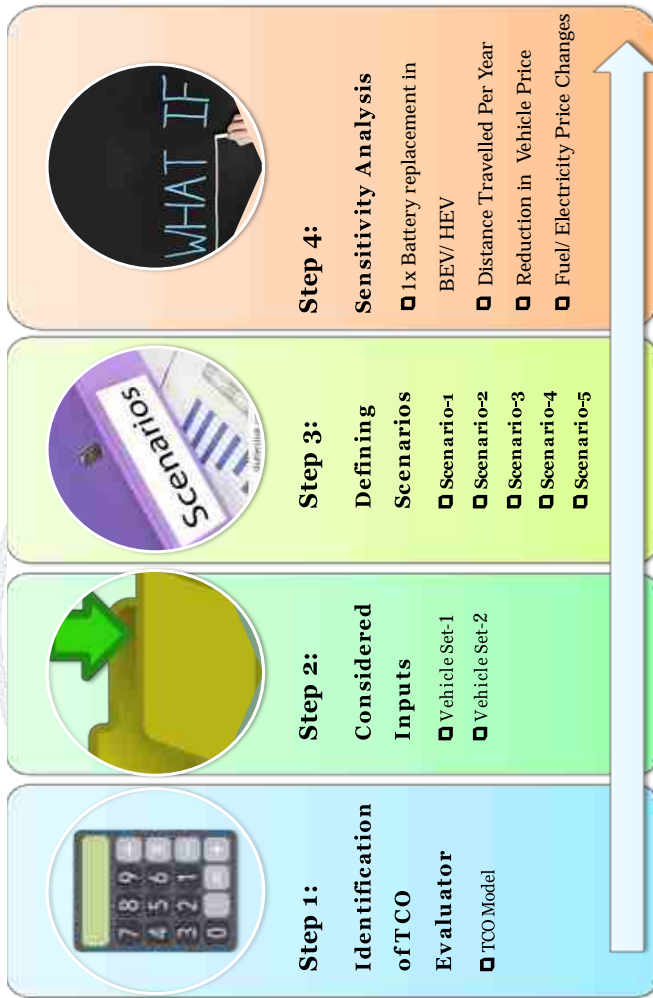 7 8 9 ÷
4 5 6 ×
3 2 1 −
0 = +
Step 1:
Identification
of TCO
Evaluator
TCO Model
Step 2:
Considered
Inputs
Vehicle Set-1
Vehicle Set-2
Scenarios
Step 3:
Defining
Scenarios
Scenario-1
Scenario-2
Scenario-3
Scenario-4
Scenario-5
WHAT IF
Step 4:
Sensitivity Analysis
1x Battery replacement in
BEV/ HEV
Distance Travelled Per Year
Reduction in Vehicle Price
Fuel/ Electricity Price Changes